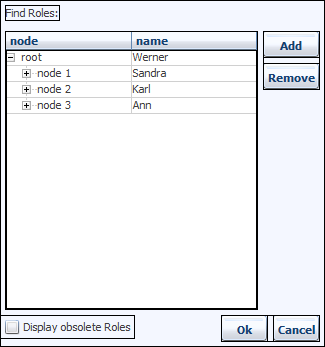 Find Roles:
node name Add
root Werner
node 1 Sandra Remove
node 2 Karl
node 3 Ann
Display obsolete Roles Ok Cancel